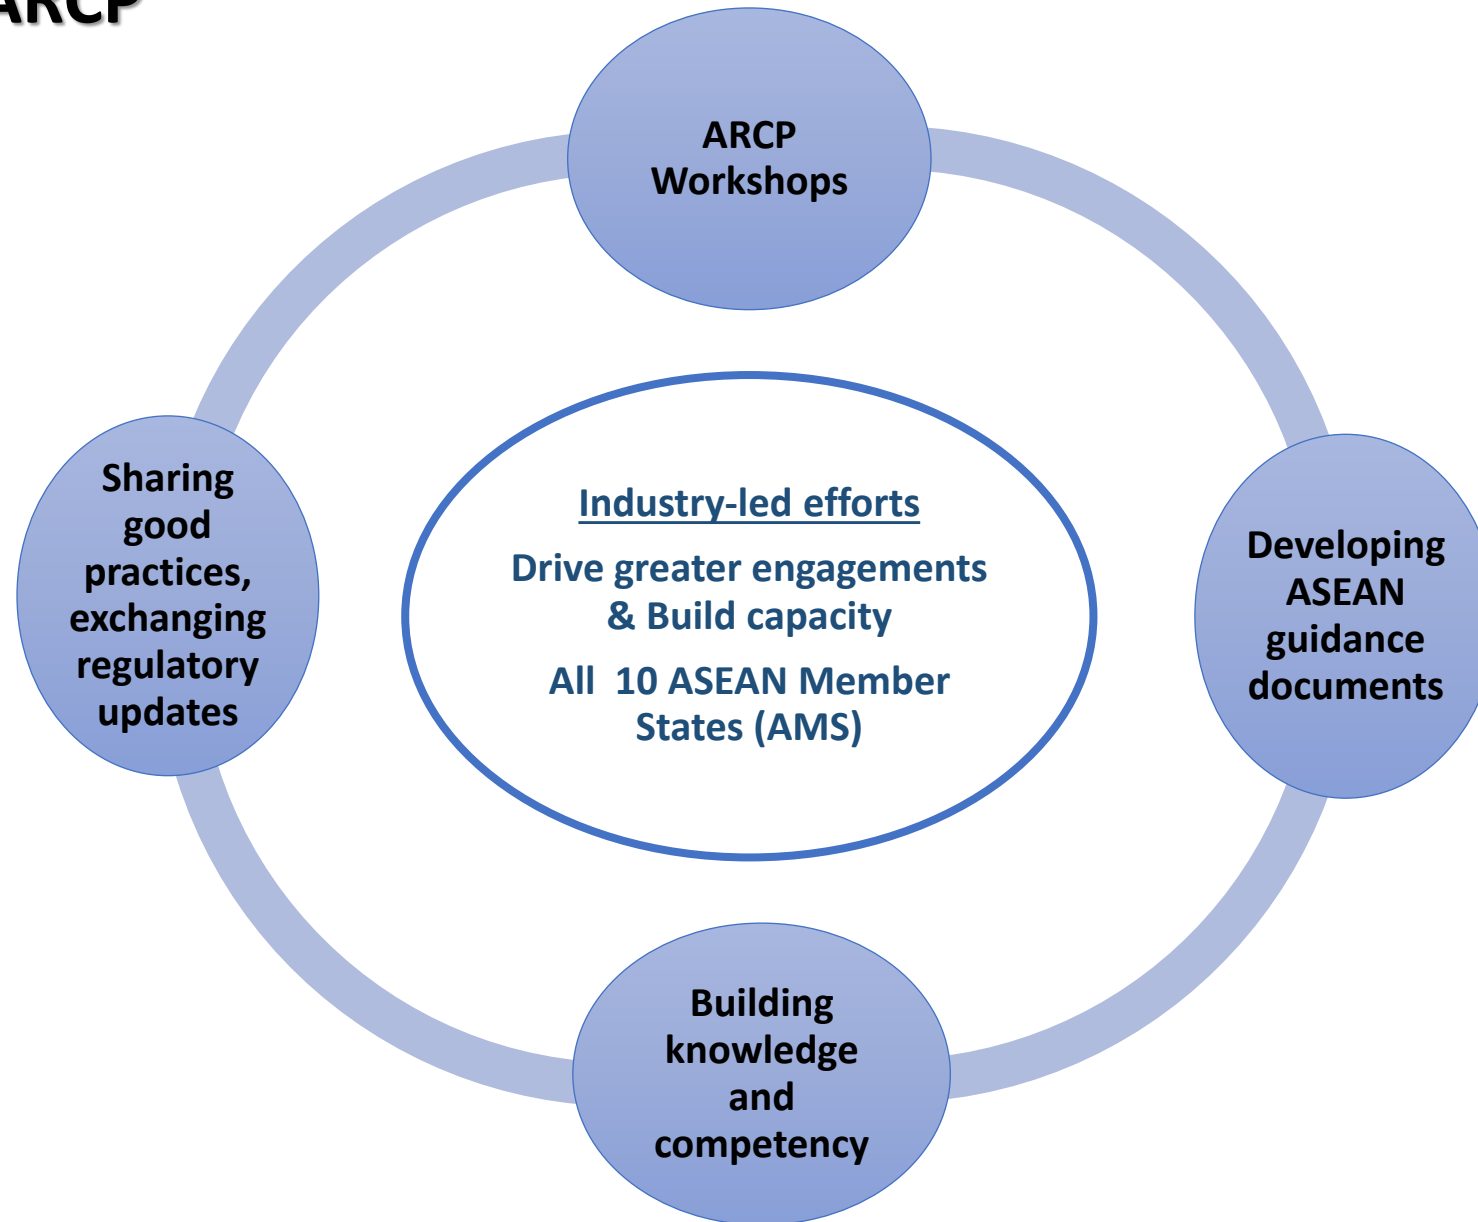 ARCP
ARCP
Workshops
Sharing
good
practices,
exchanging
regulatory
updates
Industry-led efforts
Drive greater engagements
& Build capacity
All 10 ASEAN Member
States (AMS)
Developing
ASEAN
guidance
documents
Building
knowledge
and
competency